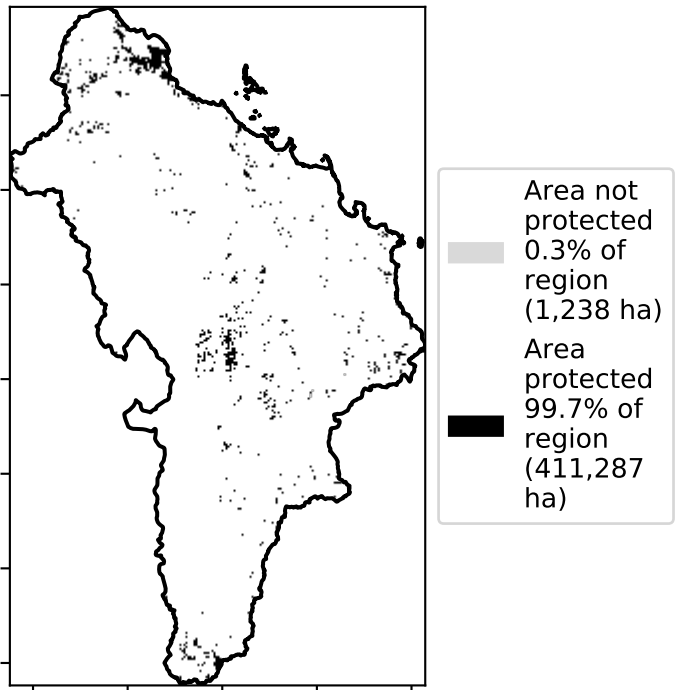 Area not
protected
0.3% of
region
(1,238 ha)
Area
protected
99.7% of
region
(411,287
ha)